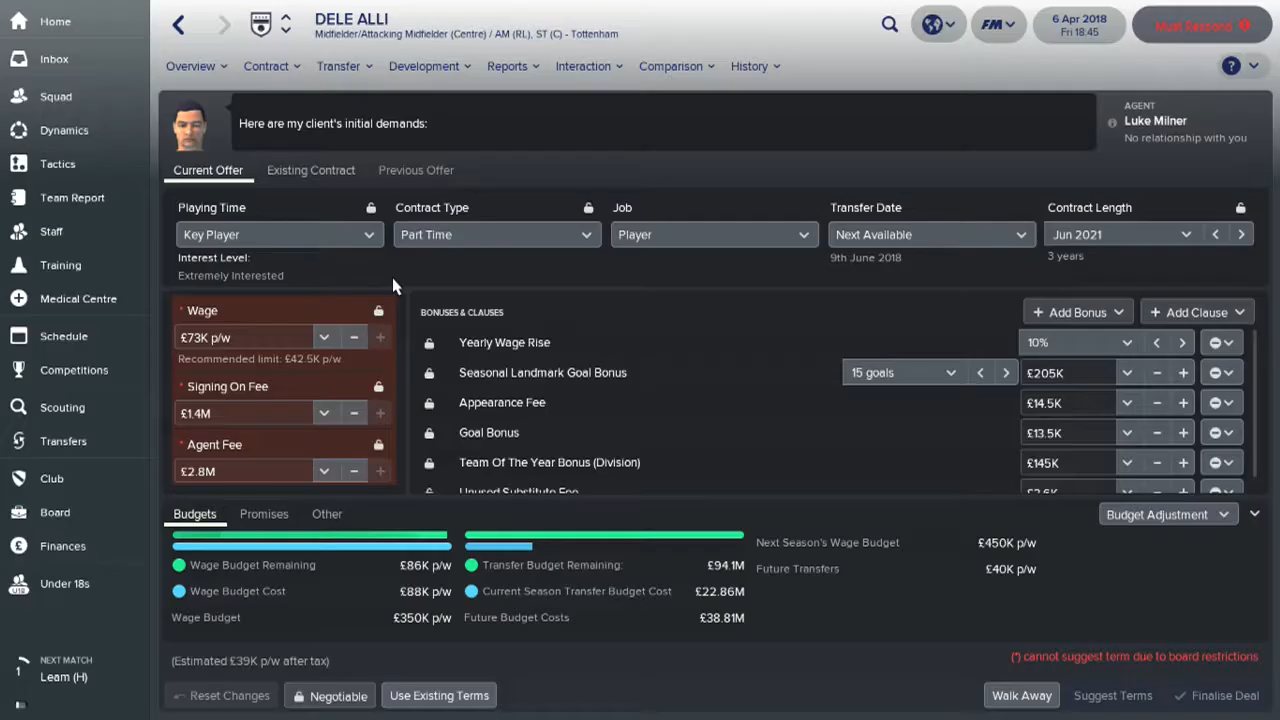 Home
Inbox
Squad
Dynamics
Tactics
Team Report
Staff
Training
Medical Centre
Schedule
Competitions
Scouting
Transfers
Club
Board
Finances
U18
Under 18s
NEXT MATCH
1
Leam (H)
DELE ALLI
Midfielder/Attacking Midfielder (Centre) / AM (RL), ST (C) - Tottenham
FM
6 Apr 2018
Fri 18:45
Must Respond
Overview Contract Transfer Development Reports Interaction Comparison History
?
Here are my client's initial demands:
AGENT
Luke Milner
No relationship with you
Current Offer Existing Contract Previous Offer
Playing Time Contract Type Job Transfer Date Contract Length
Key Player Part Time Player Next Available Jun 2021
Interest Level: 9th June 2018 3 years
Extremely Interested
* Wage
£73K p/w
Recommended limit: £42.5K p/w
* Signing On Fee
£1.4M
* Agent Fee
£2.8M
BONUSES & CLAUSES + Add Bonus + Add Clause
Yearly Wage Rise 10%
Seasonal Landmark Goal Bonus 15 goals £205K
Appearance Fee £14.5K
Goal Bonus £13.5K
Team Of The Year Bonus (Division) £145K
Unused Substitute Fee
Budgets Promises Other Budget Adjustment
Wage Budget Remaining £86K p/w Transfer Budget Remaining: £94.1M
Wage Budget Cost £88K p/w Current Season Transfer Budget Cost £22.86M
Wage Budget £350K p/w Future Budget Costs £38.81M
Next Season's Wage Budget £450K p/w
Future Transfers £40K p/w
(Estimated £39K p/w after tax)
(*) cannot suggest term due to board restrictions
Reset Changes Negotiable Use Existing Terms Walk Away Suggest Terms Finalise Deal